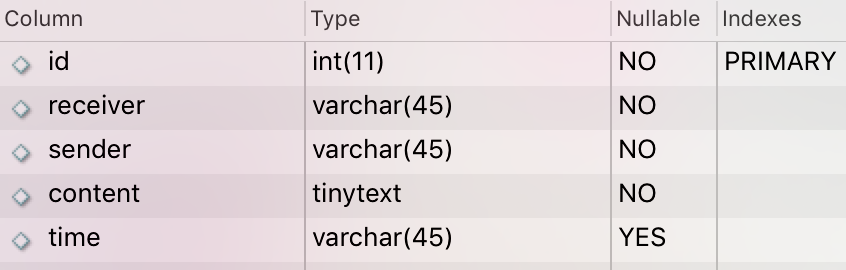 Column Type Nullable Indexes
id int(11) NO PRIMARY
receiver varchar(45) NO
sender varchar(45) NO
content tinytext NO
time varchar(45) YES